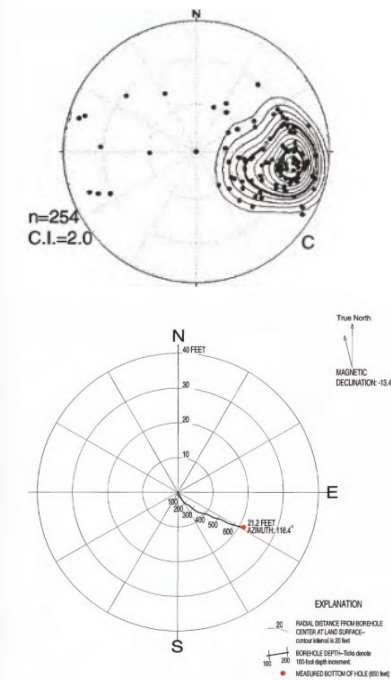 N
n=254
C.I.=2.0
C
True North
MAGNETIC
DECLINATION: -13.4
N
40 FEET
30
20
10
E
100
200
300
400
500
600
21.2 FEET
AZIMUTH: 118.4°
S
EXPLANATION
20 RADIAL DISTANCE FROM BOREHOLE
CENTER AT LAND SURFACE–
contour interval is 20 feet
100 200 BOREHOLE DEPTH–Ticks denote
100-foot depth increment.
MEASURED BOTTOM OF HOLE (650 feet)